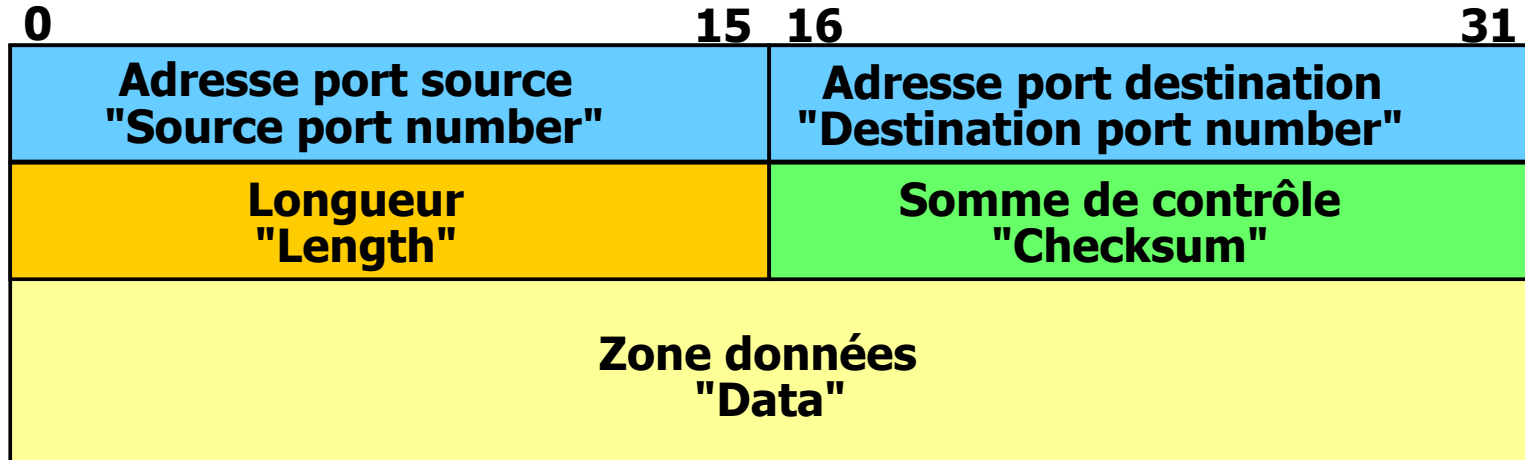 0 15 16 31
Adresse port source
"Source port number"
Adresse port destination
"Destination port number"
Longueur
"Length"
Somme de contrôle
"Checksum"
Zone données
"Data"